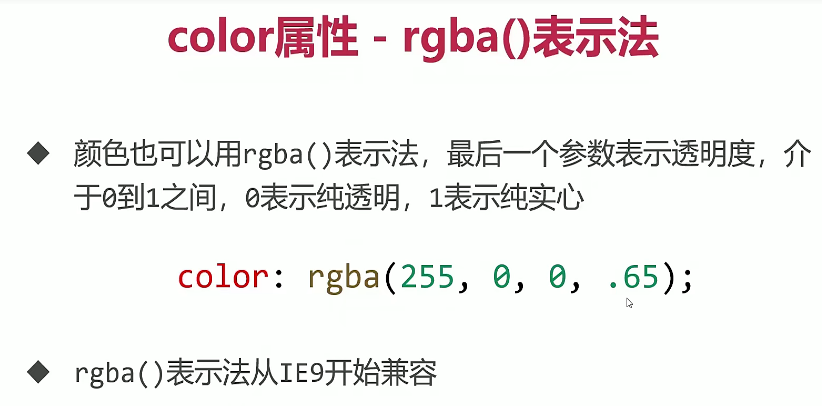 color属性 - rgba()表示法
颜色也可以用rgba()表示法，最后一个参数表示透明度，介
于0到1之间，0表示纯透明，1表示纯实心
color: rgba(255, 0, 0, .65);
rgba()表示法从IE9开始兼容